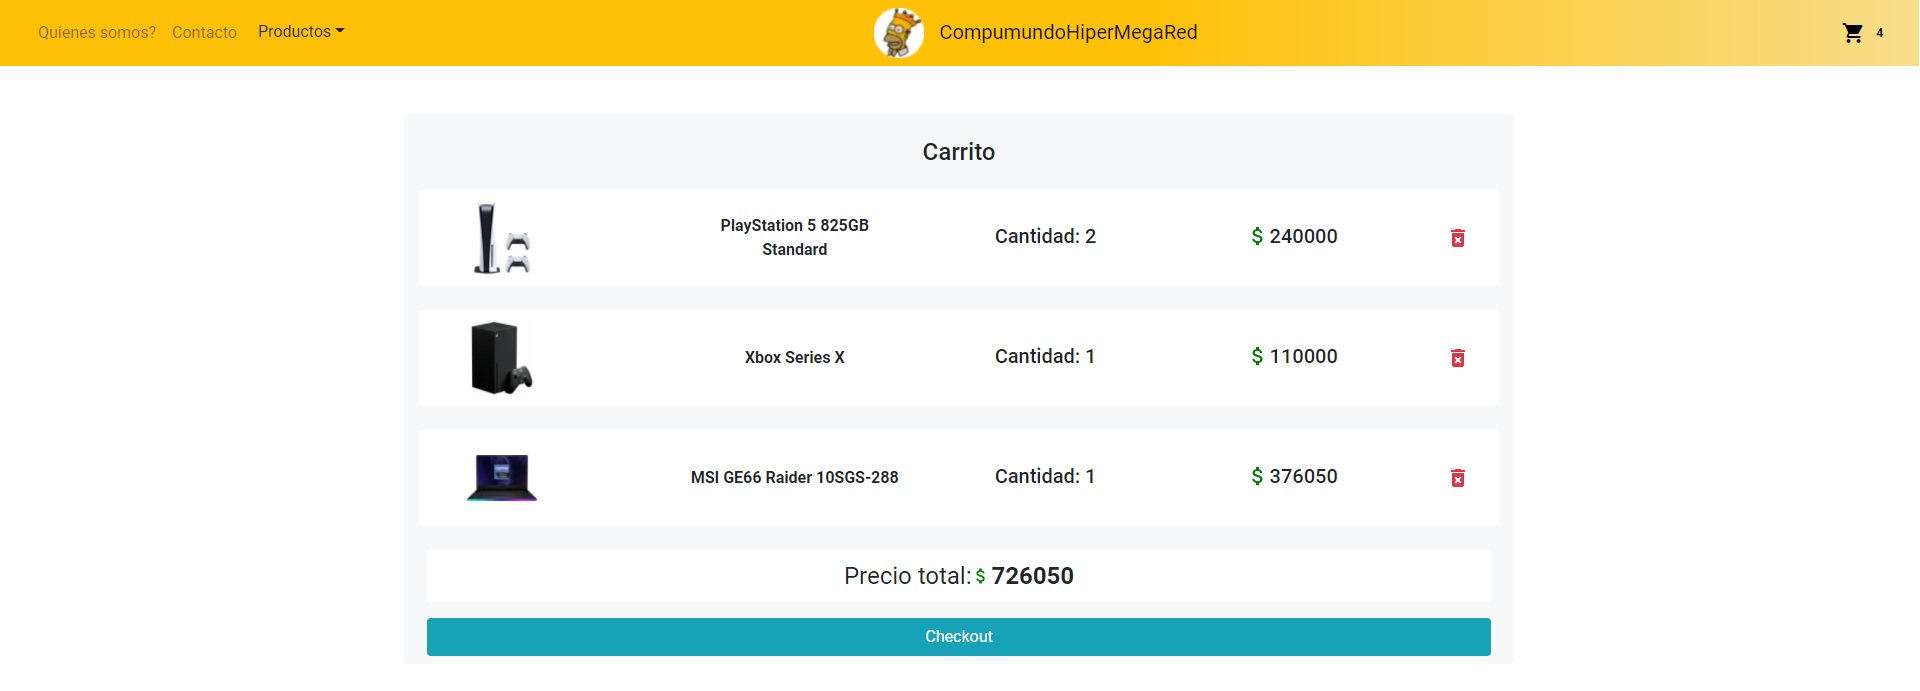 Quienes somos? Contacto Productos CompumundoHiperMegaRed 4
Carrito
PlayStation 5 825GB
Standard
Cantidad: 2
$ 240000
Xbox Series X
Cantidad: 1
$ 110000
MSI GE66 Raider 10SGS-288
Cantidad: 1
$ 376050
Precio total: $ 726050
Checkout